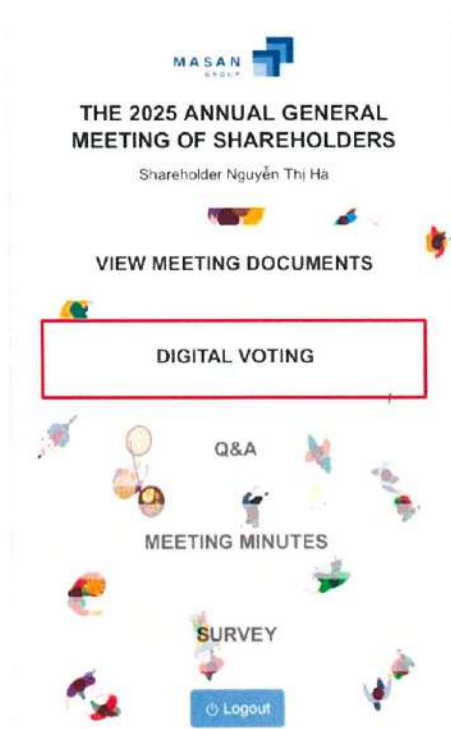 MASAN
GROUP
THE 2025 ANNUAL GENERAL
MEETING OF SHAREHOLDERS
Shareholder Nguyễn Thị Hà
VIEW MEETING DOCUMENTS
DIGITAL VOTING
Q&A
MEETING MINUTES
SURVEY
Logout